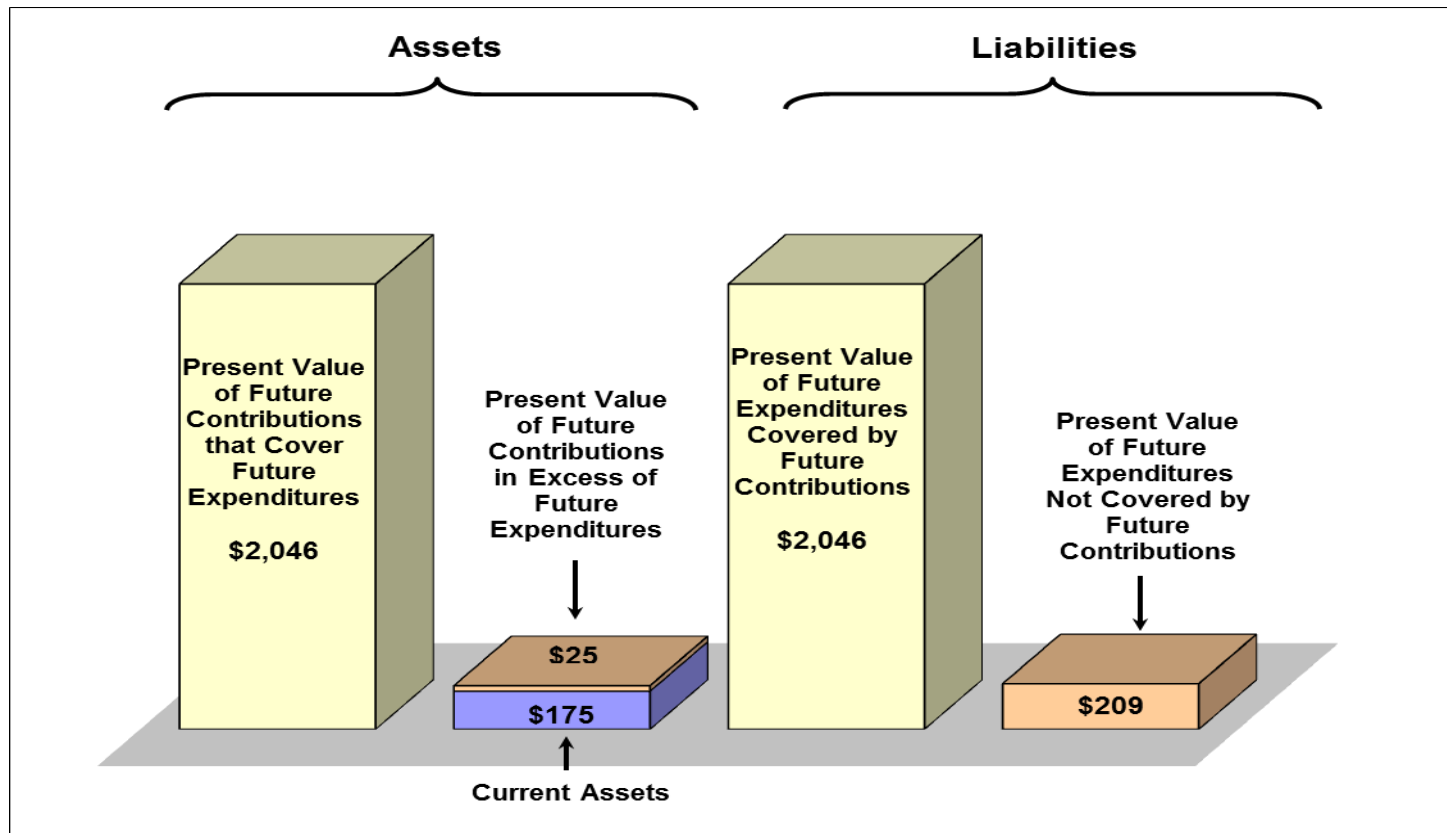 Assets
Liabilities
Present Value
of Future
Contributions
that Cover
Future
Expenditures
$2,046
Present Value
of Future
Contributions
in Excess of
Future
Expenditures
$25
$175
Current Assets
Present Value
of Future
Expenditures
Covered by
Future
Contributions
$2,046
Present Value
of Future
Expenditures
Not Covered by
Future
Contributions
$209